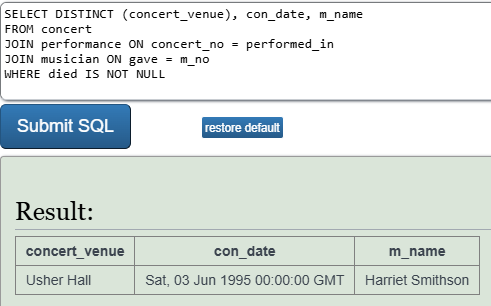 SELECT DISTINCT (concert_venue), con_date, m_name
FROM concert
JOIN performance ON concert_no = performed_in
JOIN musician ON gave = m_no
WHERE died IS NOT NULL
Submit SQL
restore default
Result:
concert_venue con_date m_name
Usher Hall Sat, 03 Jun 1995 00:00:00 GMT Harriet Smithson